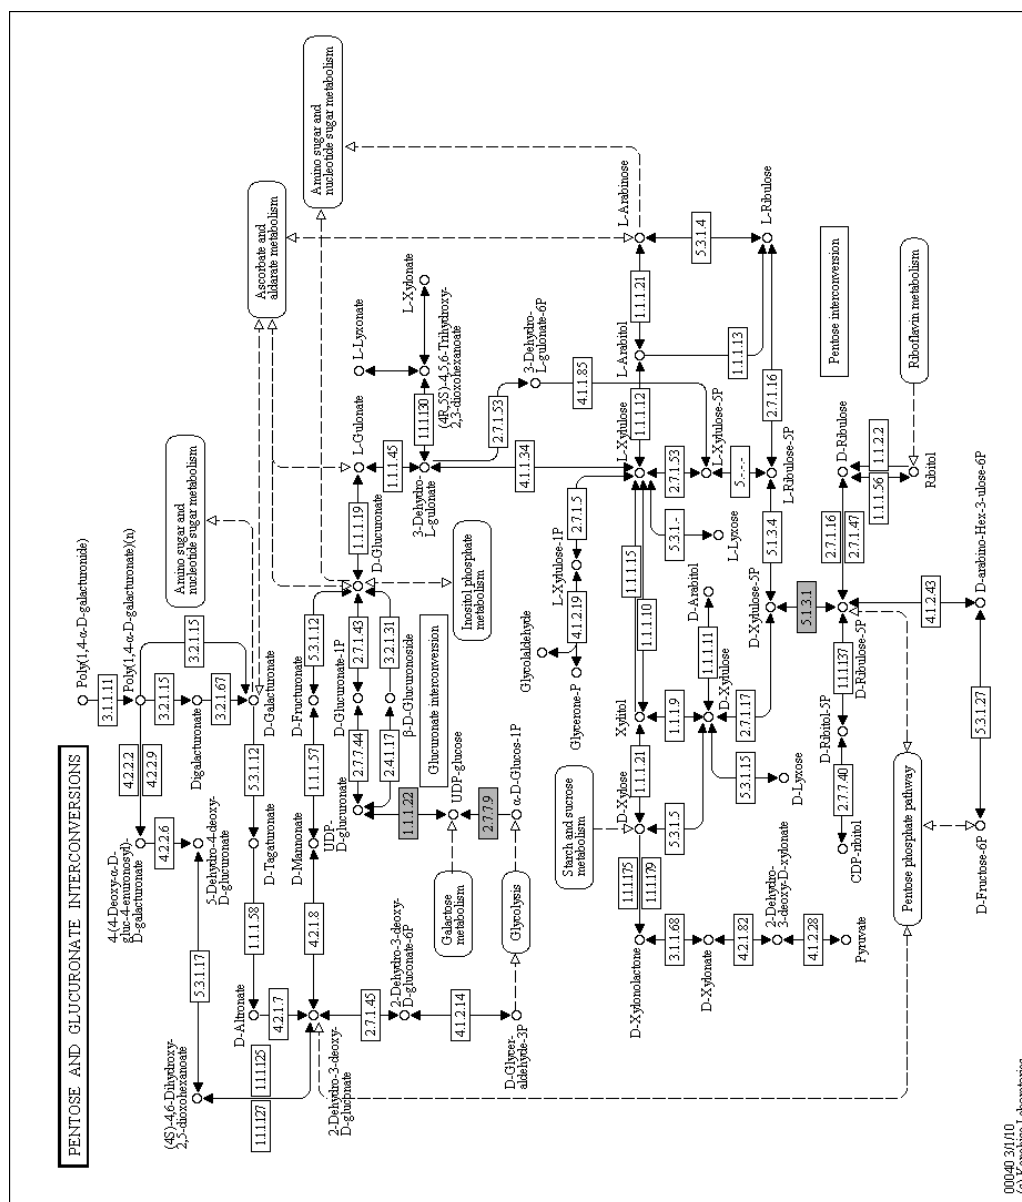 PENTOSE AND GLUCURONATE INTERCONVERSIONS
Poly(1,4-α-D-galacturonide)
3.1.1.11
Poly(1,4-α-D-galacturonate)(n)
3.2.1.15
3.2.1.15
Digalacturonate
3.2.1.67
D-Galacturonate
4.2.2.2
4.2.2.9
4-(4-Deoxy-α-D-
gluc-4-enuronosyl)-
D-galacturonate
4.2.2.6
5-Dehydro-4-deoxy-
D-glucuronate
5.3.1.17
(4S)-4,6-Dihydroxy-
2,5-dioxohexanoate
1.1.1.127
1.1.1.125
Amino sugar and
nucleotide sugar metabolism
5.3.1.12
D-Tagaturonate
1.1.1.58
D-Altronate
4.2.1.7
2-Dehydro-3-deoxy-
D-gluconate
Ascorbate and
aldarate metabolism
Amino sugar and
nucleotide sugar metabolism
D-Fructuronate
5.3.1.12
1.1.1.57
D-Mannonate
4.2.1.8
D-Glucuronate
1.1.1.19
L-Gulonate
1.1.1.45
3-Dehydro-
L-gulonate
L-Lyxonate
L-Xylonate
1.1.1.130
(4R,5S)-4,5,6-Trihydroxy-
2,3-dioxohexanoate
2.7.1.53
3-Dehydro-
L-gulonate-6P
4.1.1.85
4.1.1.34
D-Glucuronate-1P
2.7.1.43
3.2.1.31
β-D-Glucuronoside
2.7.7.44
2.4.1.17
UDP-
D-glucuronate
Inositol phosphate
metabolism
Glucuronate interconversion
1.1.1.22
UDP-glucose
2.7.7.9
α-D-Glucos-1P
Galactose
metabolism
Glycolysis
2.7.1.45
2-Dehydro-3-deoxy-
D-gluconate-6P
4.1.2.14
D-Glycer-
aldehyde-3P
L-Arabinose
5.3.1.4
L-Ribulose
1.1.1.21
L-Arabitol
1.1.1.13
1.1.1.12
L-Xylulose
2.7.1.53
L-Xylulose-5P
5.-.-.-
L-Ribulose-5P
2.7.1.16
2.7.1.5
L-Xylulose-1P
4.1.2.19
Glycolaldehyde
Glycerone-P
5.3.1.-
L-Lyxose
1.1.1.15
1.1.1.10
D-Arabitol
1.1.1.11
Xylitol
1.1.1.9
D-Xylulose
2.7.1.17
D-Xylulose-5P
5.1.3.4
5.1.3.1
D-Ribulose-5P
1.1.1.21
D-Xylose
5.3.1.5
5.3.1.15
D-Lyxose
Starch and sucrose
metabolism
1.1.1.175
1.1.1.179
D-Xylonolactone
3.1.1.68
D-Xylonate
4.2.1.82
2-Dehydro-
3-deoxy-D-xylonate
4.1.2.28
Pyruvate
Pentose interconversion
Riboflavin metabolism
D-Ribulose
2.7.1.16
2.7.1.47
1.1.2.2
1.1.1.56
Ribitol
1.1.1.137
D-Ribitol-5P
2.7.7.40
CDP-ribitol
4.1.2.43
D-arabino-Hex-3-ulose-6P
5.3.1.27
D-Fructose-6P
Pentose phosphate pathway
00040 3/1/10
(c) Kanehisa Laboratories